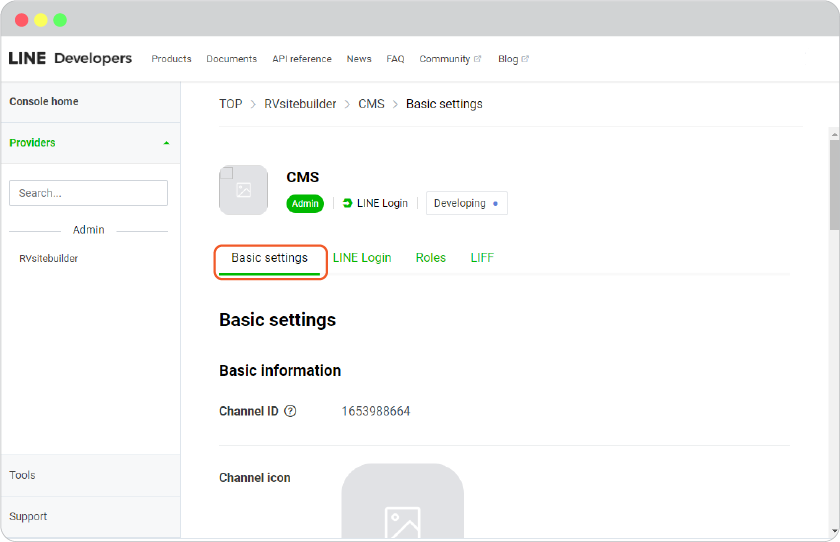 LINE Developers Products Documents API reference News FAQ Community Blog
Console home
Providers
Search...
Admin
RVsitebuilder
Tools
Support
TOP > RVsitebuilder > CMS > Basic settings
CMS
Admin LINE Login Developing
Basic settings LINE Login Roles LIFF
Basic settings
Basic information
Channel ID ? 1653988664
Channel icon